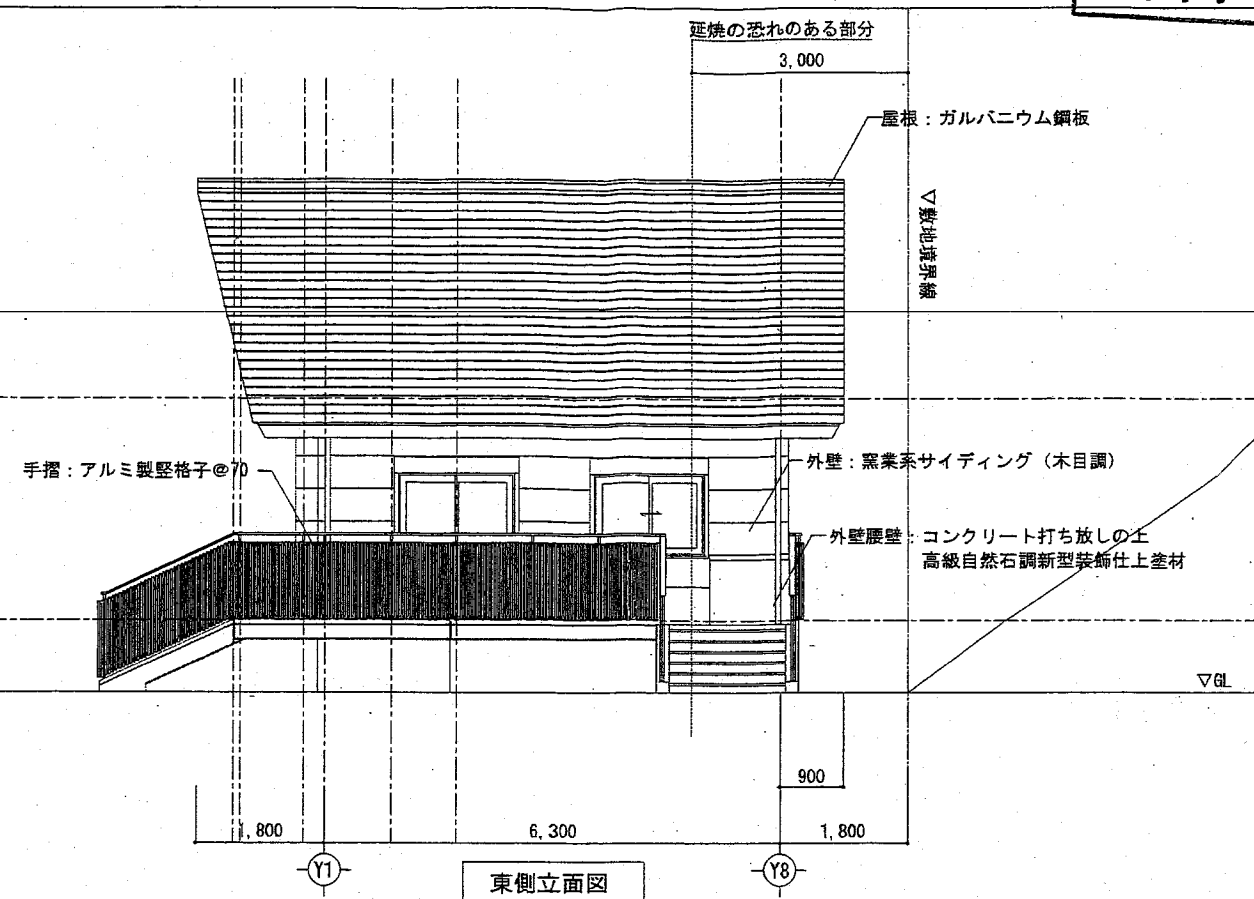 延焼の恐れのある部分
3,000
屋根：ガルバニウム鋼板
▽敷地境界線
手摺：アルミ製竪格子@70
外壁：窯業系サイディング（木目調）
外壁腰壁：コンクリート打ち放しの上
高級自然石調新型装飾仕上塗材
▽GL
900
1,800
6,300
1,800
Y1
Y8
東側立面図